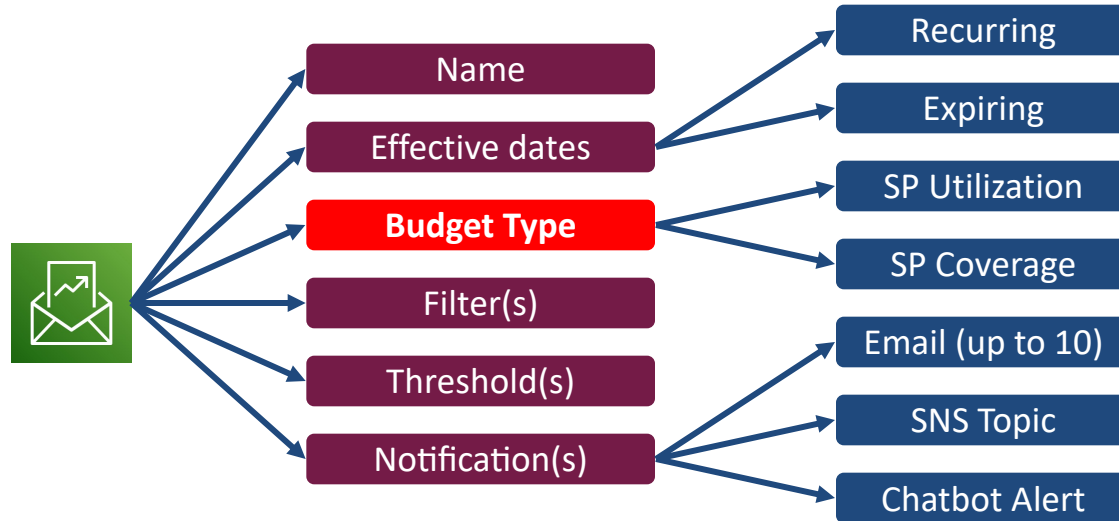 Name
Effective dates
Budget Type
Filter(s)
Threshold(s)
Notification(s)
Recurring
Expiring
SP Utilization
SP Coverage
Email (up to 10)
SNS Topic
Chatbot Alert